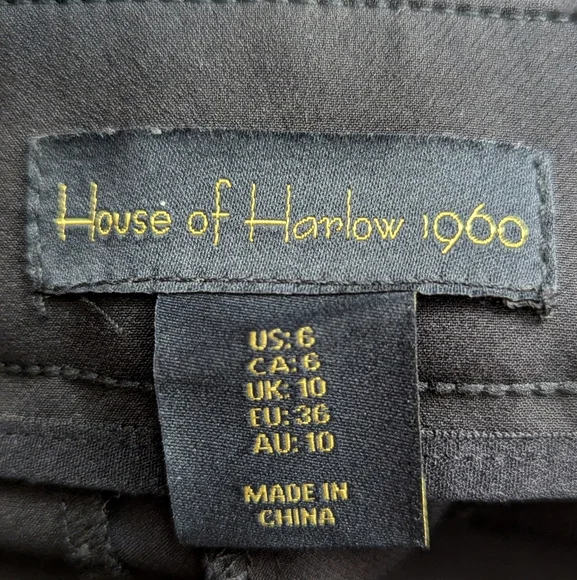 House of Harlow 1960
US: 6
CA: 6
UK: 10
EU: 36
AU: 10
MADE IN
CHINA